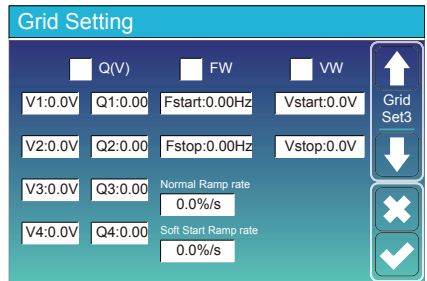 Grid Setting
Q(V) FW VW
V1:0.0V Q1:0.00 Fstart:0.00Hz Vstart:0.0V
V2:0.0V Q2:0.00 Fstop:0.00Hz Vstop:0.0V
V3:0.0V Q3:0.00 Normal Ramp rate
0.0%/s
V4:0.0V Q4:0.00 Soft Start Ramp rate
0.0%/s
Grid
Set3